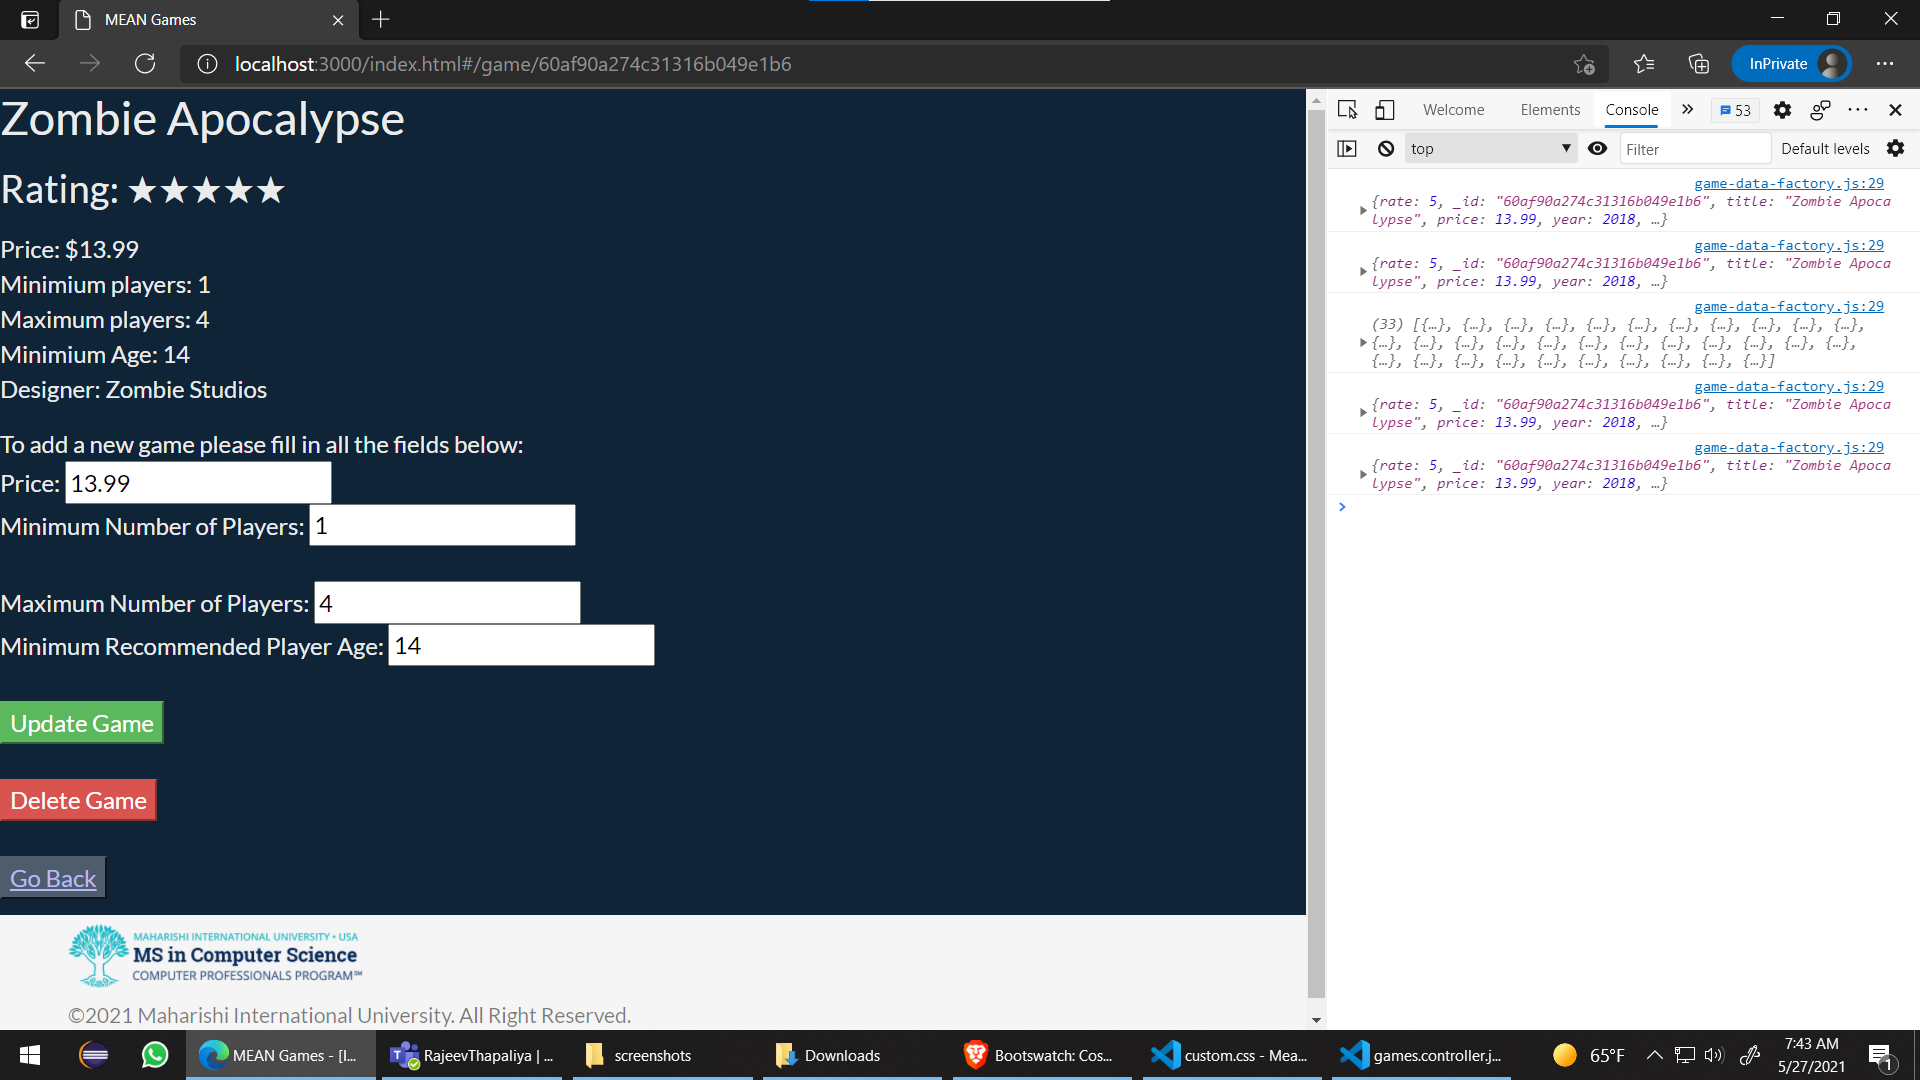 MEAN Games
localhost:3000/index.html#/game/60af90a274c31316b049e1b6
InPrivate
Zombie Apocalypse
Rating: ★★★★★
Price: $13.99
Minimium players: 1
Maximum players: 4
Minimium Age: 14
Designer: Zombie Studios
To add a new game please fill in all the fields below:
Price: 13.99
Minimum Number of Players: 1
Maximum Number of Players: 4
Minimum Recommended Player Age: 14
Update Game
Delete Game
Go Back
MAHARISHI INTERNATIONAL UNIVERSITY • USA
MS in Computer Science
COMPUTER PROFESSIONALS PROGRAM℠
©2021 Maharishi International University. All Right Reserved.
Welcome Elements Console » 53
top Filter Default levels
game-data-factory.js:29
{rate: 5, _id: "60af90a274c31316b049e1b6", title: "Zombie Apoca
lypse", price: 13.99, year: 2018, …}
game-data-factory.js:29
{rate: 5, _id: "60af90a274c31316b049e1b6", title: "Zombie Apoca
lypse", price: 13.99, year: 2018, …}
game-data-factory.js:29
(33) [{…}, {…}, {…}, {…}, {…}, {…}, {…}, {…}, {…}, {…}, {…},
{…}, {…}, {…}, {…}, {…}, {…}, {…}, {…}, {…}, {…}, {…}, {…},
{…}, {…}, {…}, {…}, {…}, {…}, {…}, {…}, {…}, {…}]
game-data-factory.js:29
{rate: 5, _id: "60af90a274c31316b049e1b6", title: "Zombie Apoca
lypse", price: 13.99, year: 2018, …}
game-data-factory.js:29
{rate: 5, _id: "60af90a274c31316b049e1b6", title: "Zombie Apoca
lypse", price: 13.99, year: 2018, …}
MEAN Games - [I...
RajeevThapaliya | ...
screenshots
Downloads
Bootswatch: Cos...
custom.css - Mea...
games.controller.j...
65°F
7:43 AM
5/27/2021
1